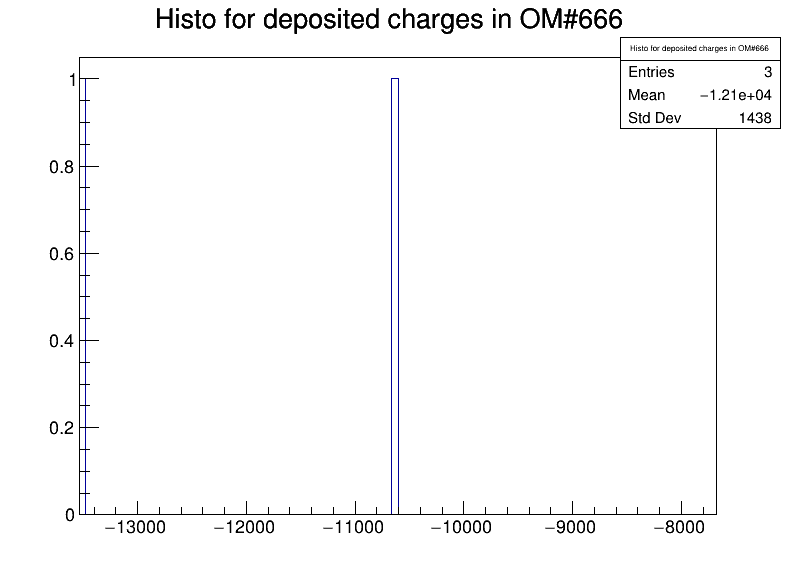 Histo for deposited charges in OM#666
Histo for deposited charges in OM#666
Entries 3
Mean −1.21e+04
Std Dev 1438
1
0.8
0.6
0.4
0.2
0
−13000 −12000 −11000 −10000 −9000 −8000